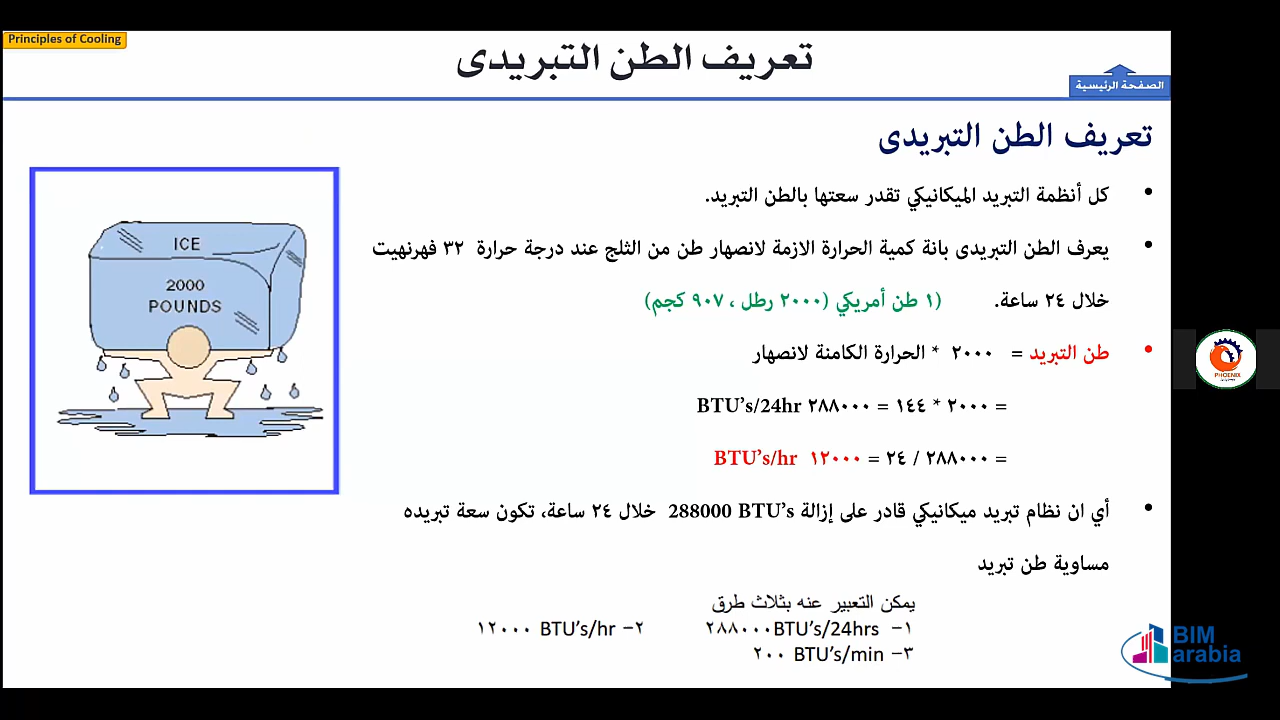 Principles of Cooling
تعريف الطن التبريدى
الصفحة الرئيسية
تعريف الطن التبريدى
• كل أنظمة التبريد الميكانيكي تقدر سعتها بالطن التبريد.
• يعرف الطن التبريدى بانة كمية الحرارة الازمة لانصهار طن من الثلج عند درجة حرارة ٣٢ فهرنهيت
خلال ٢٤ ساعة. (١ طن أمريكي (٢٠٠٠ رطل ، ٩٠٧ كجم)
• طن التبريد = ٢٠٠٠ * الحرارة الكامنة لانصهار
= ٢٠٠٠ * ١٤٤ = ٢٨٨٠٠٠ BTU’s/24hr
= ٢٨٨٠٠٠ / ٢٤ = ١٢٠٠٠ BTU’s/hr
• أي ان نظام تبريد ميكانيكي قادر على إزالة 288000 BTU’s خلال ٢٤ ساعة، تكون سعة تبريده
مساوية طن تبريد
يمكن التعبير عنه بثلاث طرق
١- ٢٨٨٠٠٠BTU’s/24hrs ٢- ١٢٠٠٠ BTU’s/hr
٣- ٢٠٠ BTU’s/min
ICE
2000
POUNDS
PHOENIX
BIM
arabia